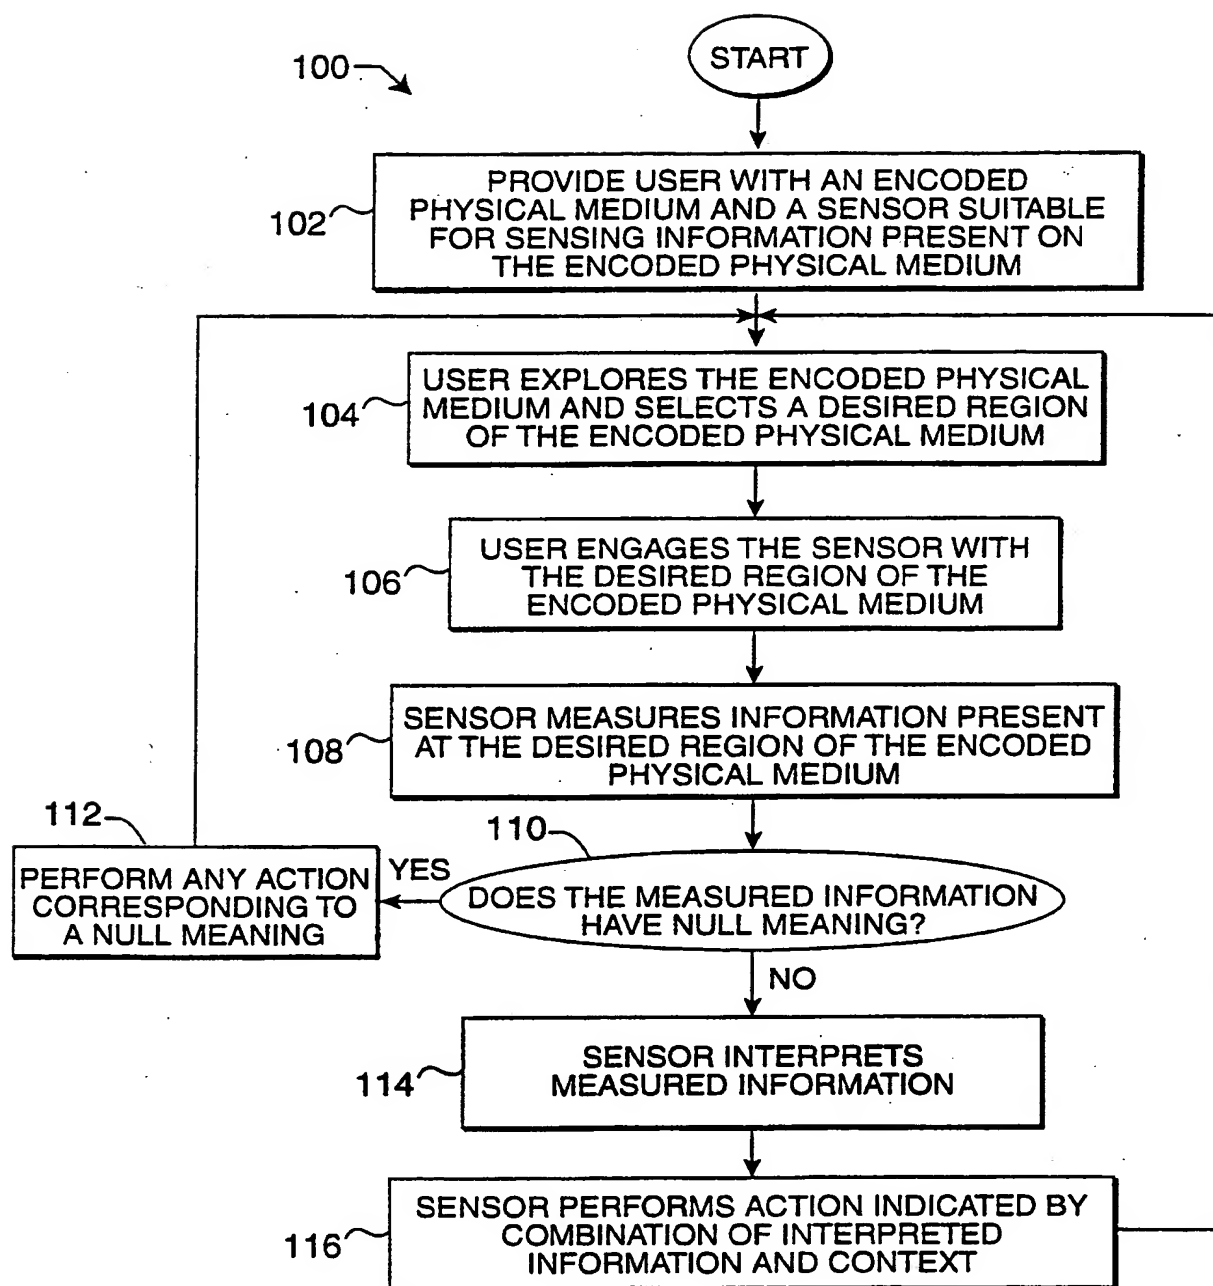 START
100
PROVIDE USER WITH AN ENCODED
PHYSICAL MEDIUM AND A SENSOR SUITABLE
FOR SENSING INFORMATION PRESENT ON
THE ENCODED PHYSICAL MEDIUM
102
USER EXPLORES THE ENCODED PHYSICAL
MEDIUM AND SELECTS A DESIRED REGION
OF THE ENCODED PHYSICAL MEDIUM
104
USER ENGAGES THE SENSOR WITH
THE DESIRED REGION OF THE
ENCODED PHYSICAL MEDIUM
106
SENSOR MEASURES INFORMATION PRESENT
AT THE DESIRED REGION OF THE ENCODED
PHYSICAL MEDIUM
108
110
DOES THE MEASURED INFORMATION
HAVE NULL MEANING?
YES
112
PERFORM ANY ACTION
CORRESPONDING TO
A NULL MEANING
NO
SENSOR INTERPRETS
MEASURED INFORMATION
114
SENSOR PERFORMS ACTION INDICATED BY
COMBINATION OF INTERPRETED
INFORMATION AND CONTEXT
116